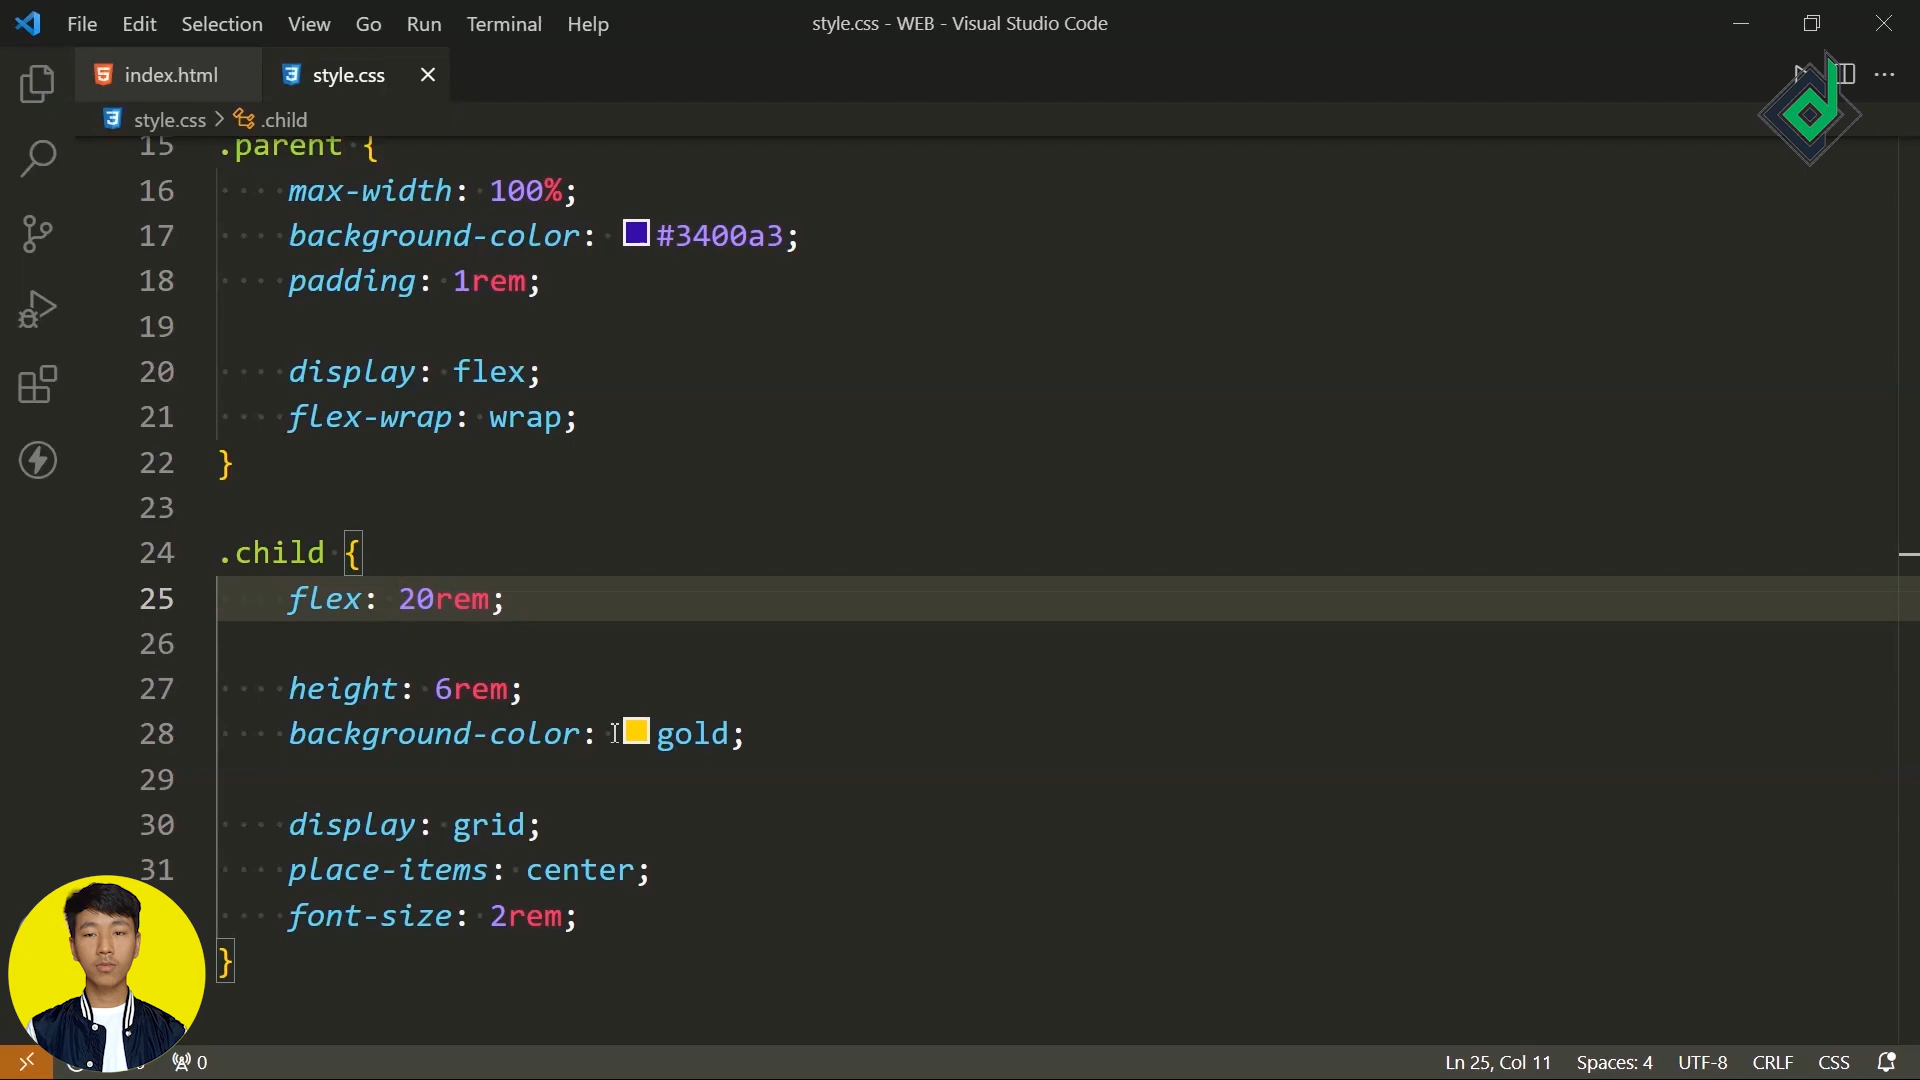 File Edit Selection View Go Run Terminal Help style.css - WEB - Visual Studio Code
index.html style.css
style.css > .child
15 .parent {
16 max-width: 100%;
17 background-color: #3400a3;
18 padding: 1rem;
19
20 display: flex;
21 flex-wrap: wrap;
22 }
23
24 .child {
25 flex: 20rem;
26
27 height: 6rem;
28 background-color: gold;
29
30 display: grid;
31 place-items: center;
font-size: 2rem;
}
0 Ln 25, Col 11 Spaces: 4 UTF-8 CRLF CSS